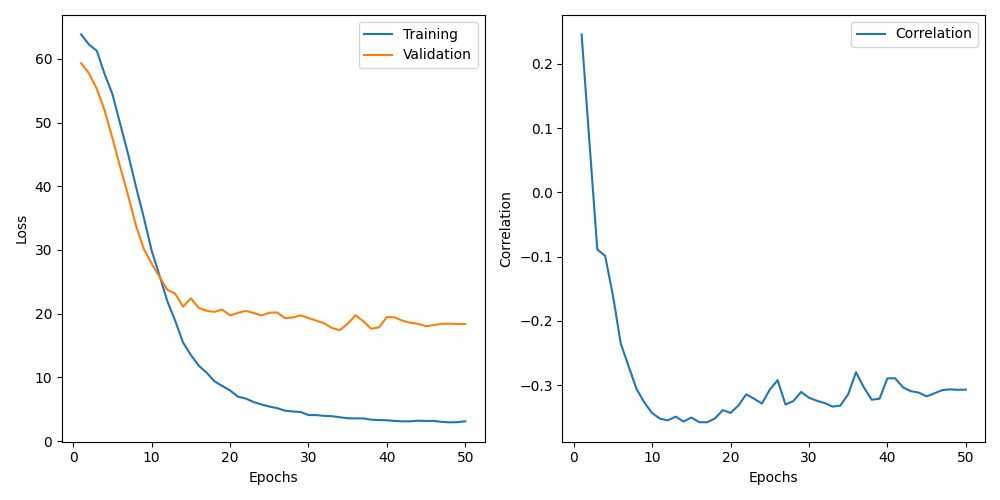 Training
Validation
Loss
60
50
40
30
20
10
0
0 10 20 30 40 50
Epochs
Correlation
Correlation
0.2
0.1
0.0
−0.1
−0.2
−0.3
0 10 20 30 40 50
Epochs